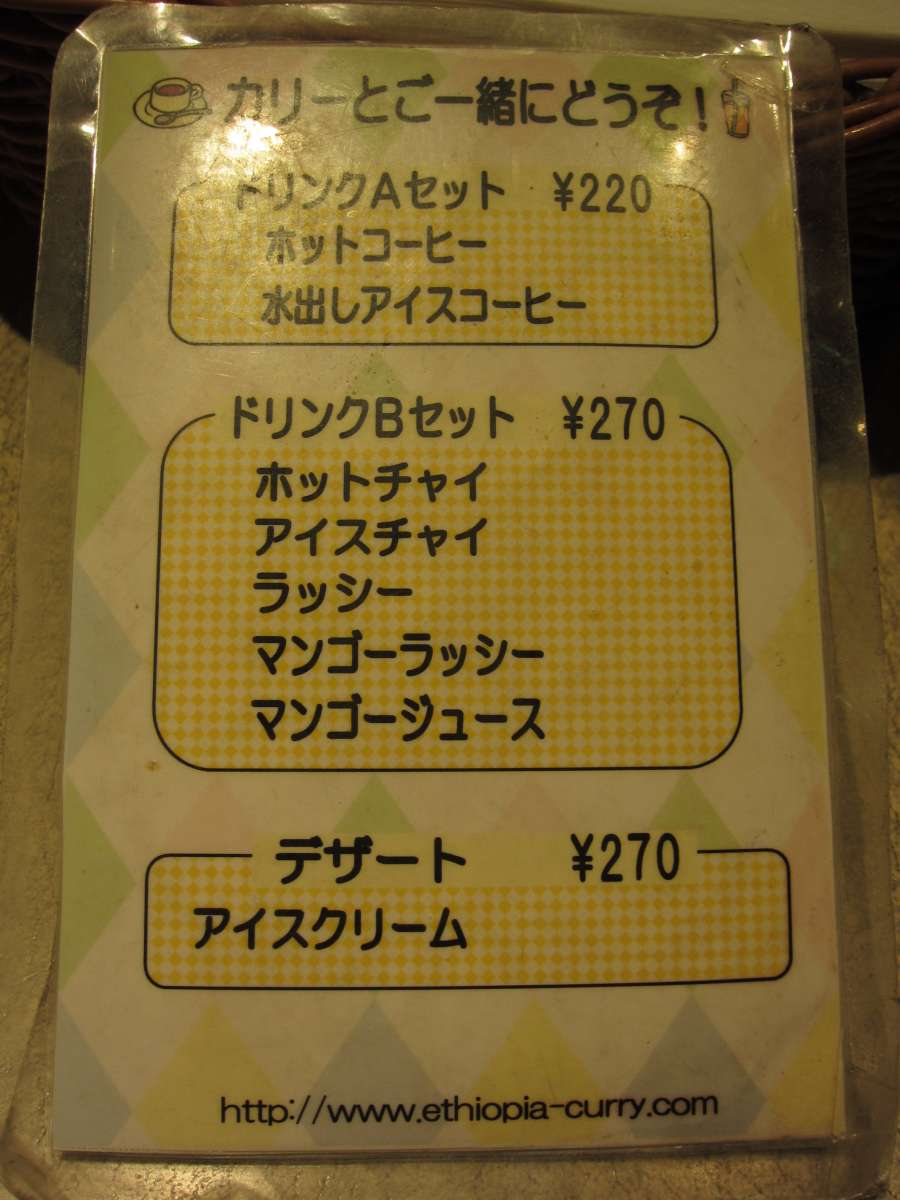 カリーとご一緒にどうぞ!
ドリンクAセット ¥220
ホットコーヒー
水出しアイスコーヒー
ドリンクBセット ¥270
ホットチャイ
アイスチャイ
ラッシー
マンゴーラッシー
マンゴージュース
デザート ¥270
アイスクリーム
http://www.ethiopia-curry.com